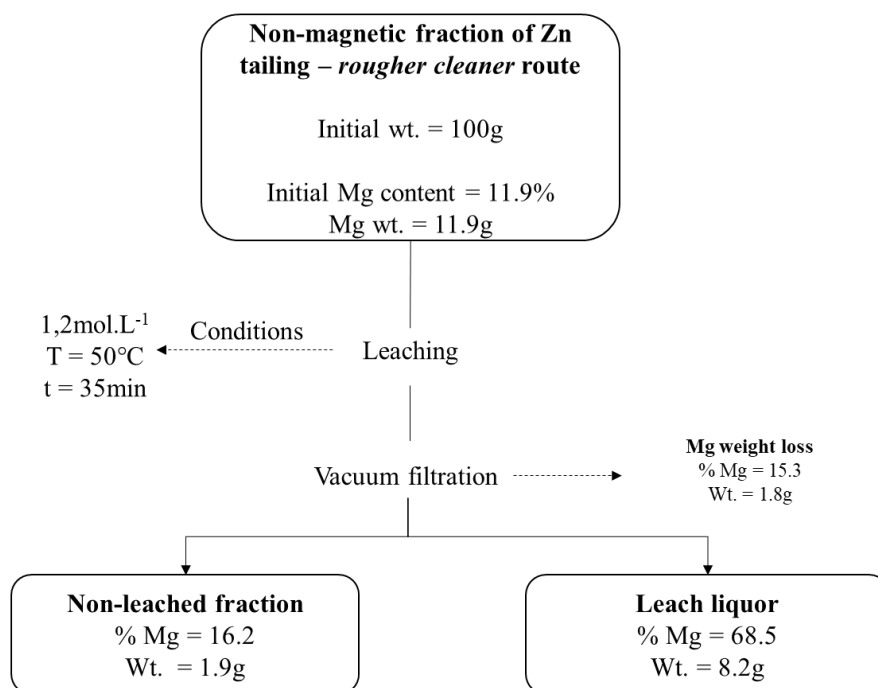 Non-magnetic fraction of Zn
tailing – rougher cleaner route
Initial wt. = 100g
Initial Mg content = 11.9%
Mg wt. = 11.9g
1,2mol.L-1
T = 50°C
t = 35min
Conditions
Leaching
Vacuum filtration
Mg weight loss
% Mg = 15.3
Wt. = 1.8g
Non-leached fraction
% Mg = 16.2
Wt. = 1.9g
Leach liquor
% Mg = 68.5
Wt. = 8.2g